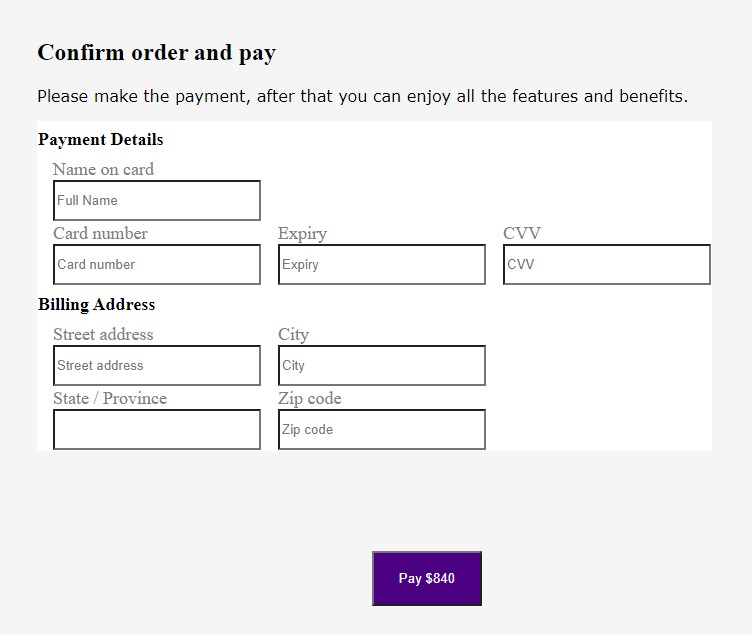 Confirm order and pay
Please make the payment, after that you can enjoy all the features and benefits.
Payment Details
Name on card
Full Name
Card number Expiry CVV
Card number Expiry CVV
Billing Address
Street address City
Street address City
State / Province Zip code
Zip code
Pay $840